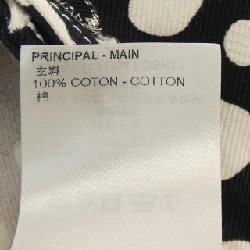 PRINCIPAL - MAIN
主料
100% COTON - COTTON
棉